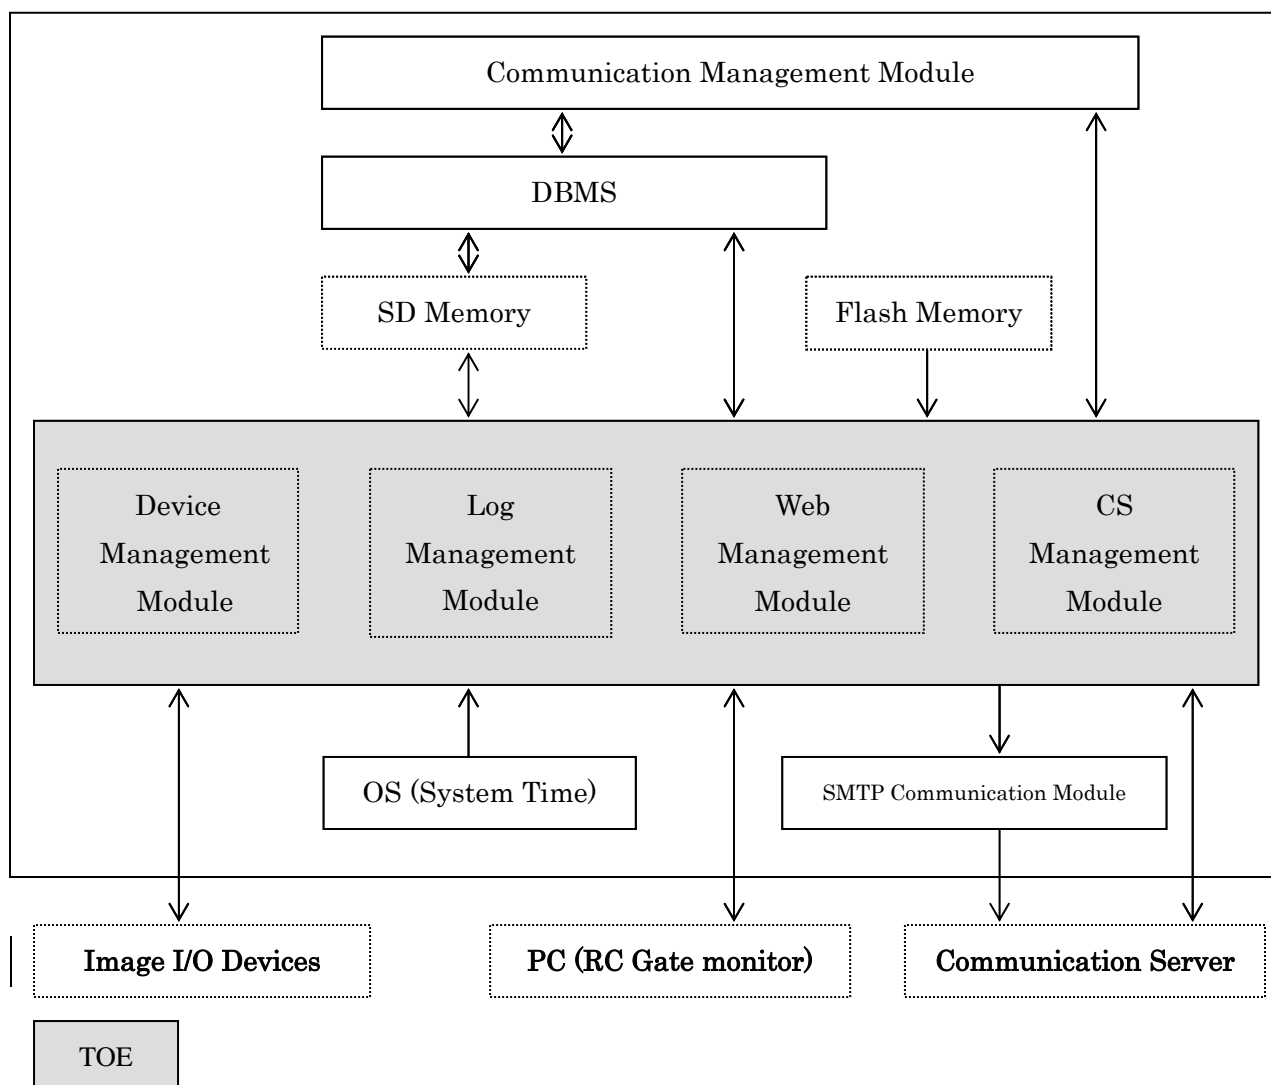 Communication Management Module
DBMS
SD Memory
Flash Memory
Device
Management
Module
Log
Management
Module
Web
Management
Module
CS
Management
Module
OS (System Time)
SMTP Communication Module
Image I/O Devices
PC (RC Gate monitor)
Communication Server
TOE